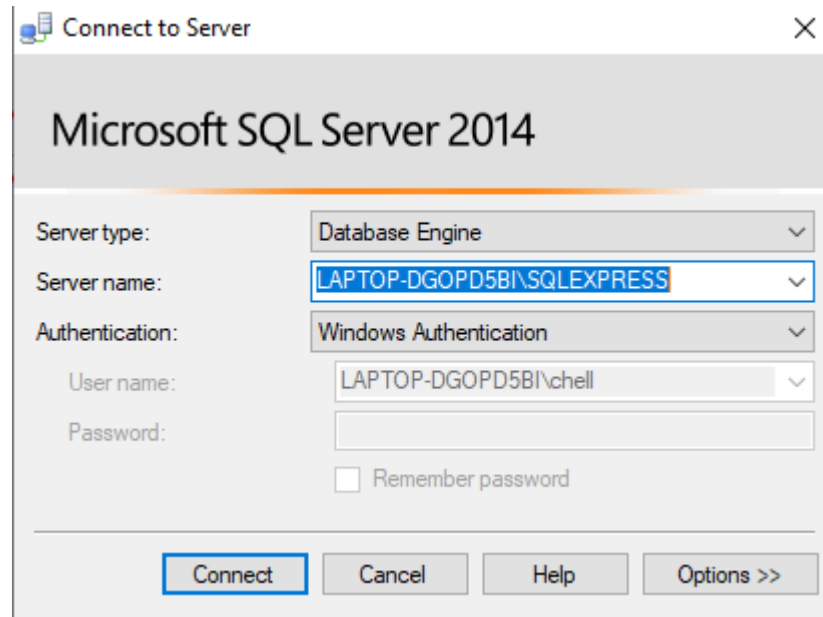 Connect to Server
Microsoft SQL Server 2014
Server type: Database Engine
Server name: LAPTOP-DGOPD5BI\SQLEXPRESS
Authentication: Windows Authentication
User name: LAPTOP-DGOPD5BI\chell
Password:
Remember password
Connect Cancel Help Options >>